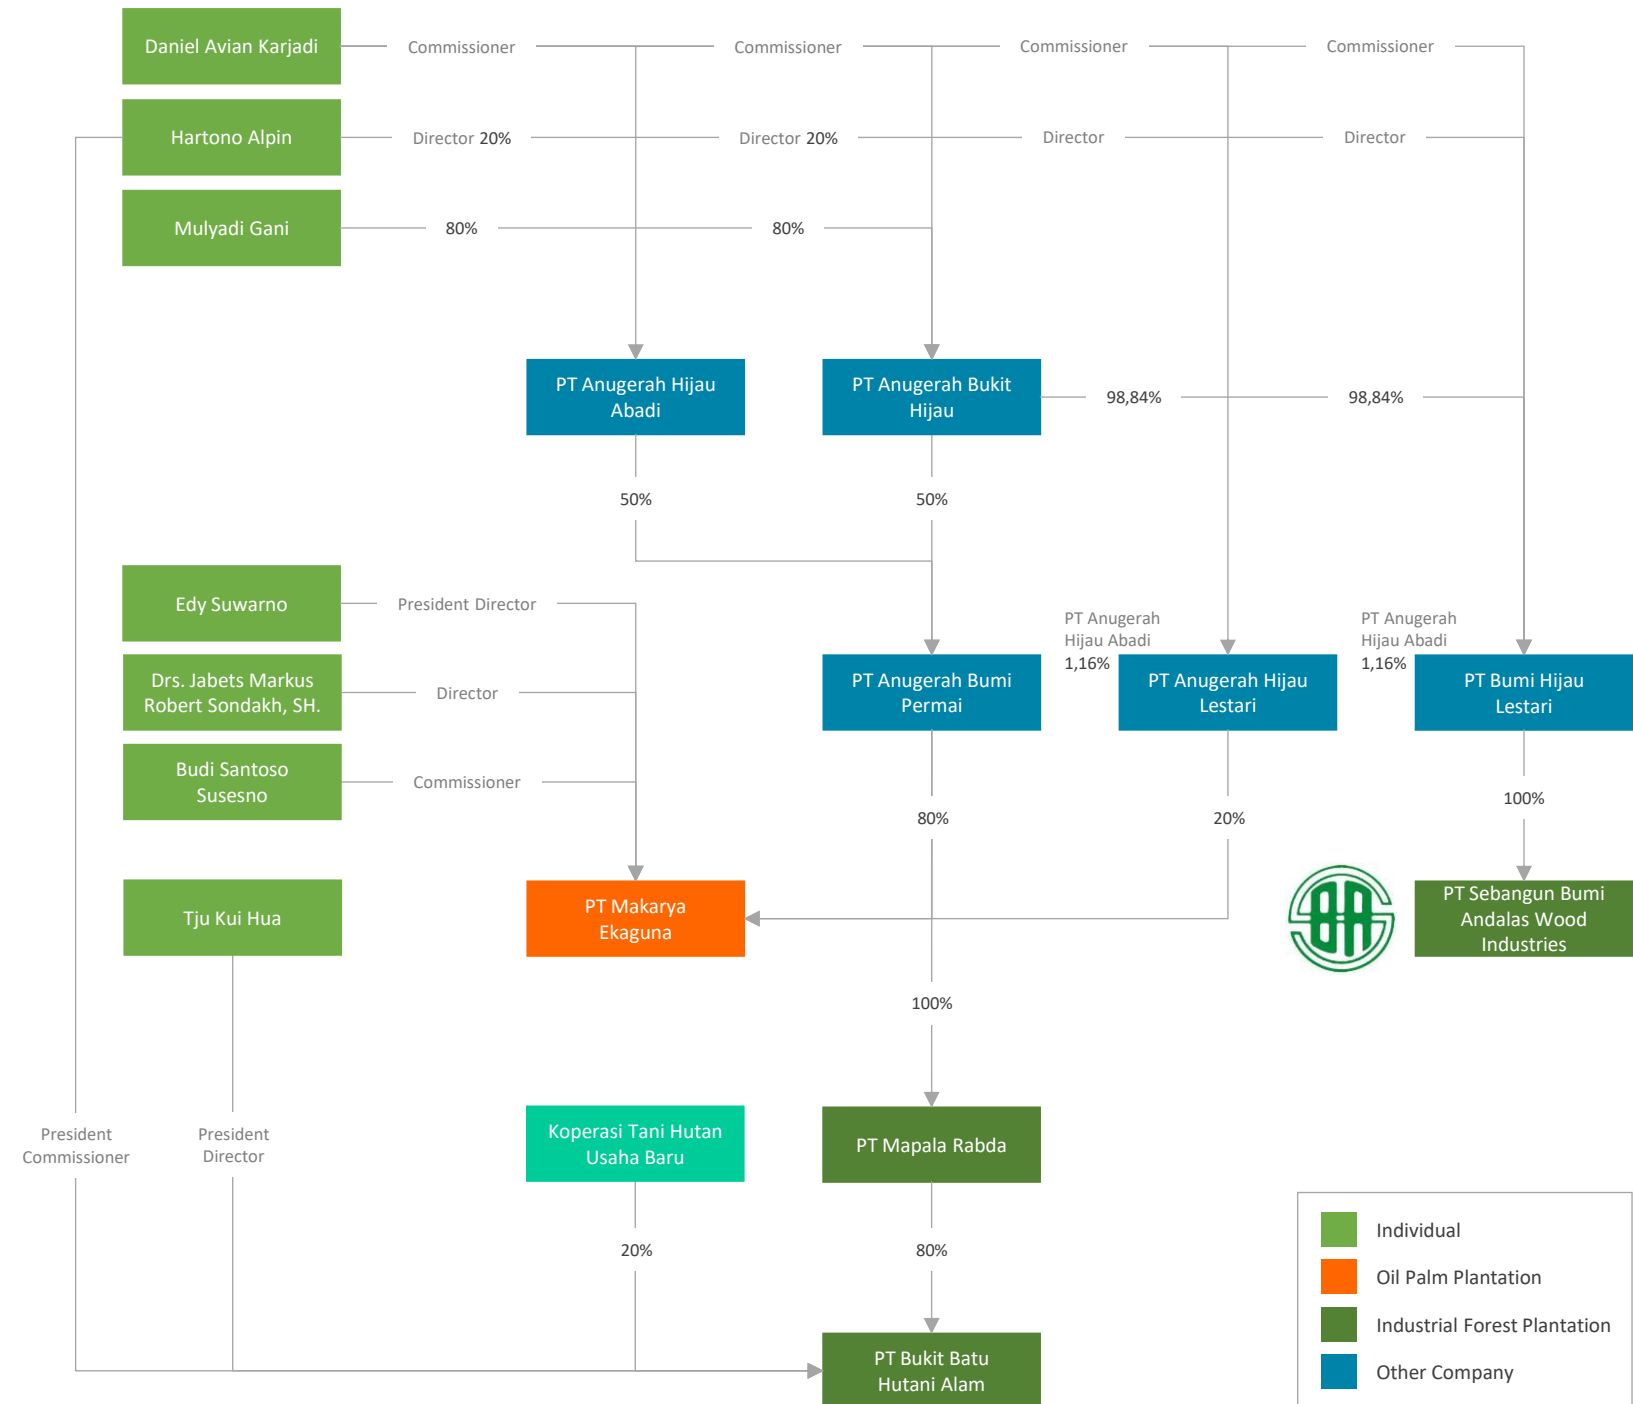 Daniel Avian Karjadi
Commissioner
Commissioner
Commissioner
Commissioner
Hartono Alpin
Director 20%
Director 20%
Director
Director
Mulyadi Gani
80%
80%
PT Anugerah Hijau
Abadi
PT Anugerah Bukit
Hijau
98,84%
98,84%
50%
50%
Edy Suwarno
President Director
PT Anugerah
Hijau Abadi
1,16%
PT Anugerah
Hijau Abadi
1,16%
Drs. Jabets Markus
Robert Sondakh, SH.
Director
PT Anugerah Bumi
Permai
PT Anugerah Hijau
Lestari
PT Bumi Hijau
Lestari
Budi Santoso
Susesno
Commissioner
80%
20%
100%
Tju Kui Hua
PT Makarya
Ekaguna
PT Sebangun Bumi
Andalas Wood
Industries
100%
President
Commissioner
President
Director
Koperasi Tani Hutan
Usaha Baru
PT Mapala Rabda
20%
80%
PT Bukit Batu
Hutani Alam
Individual
Oil Palm Plantation
Industrial Forest Plantation
Other Company